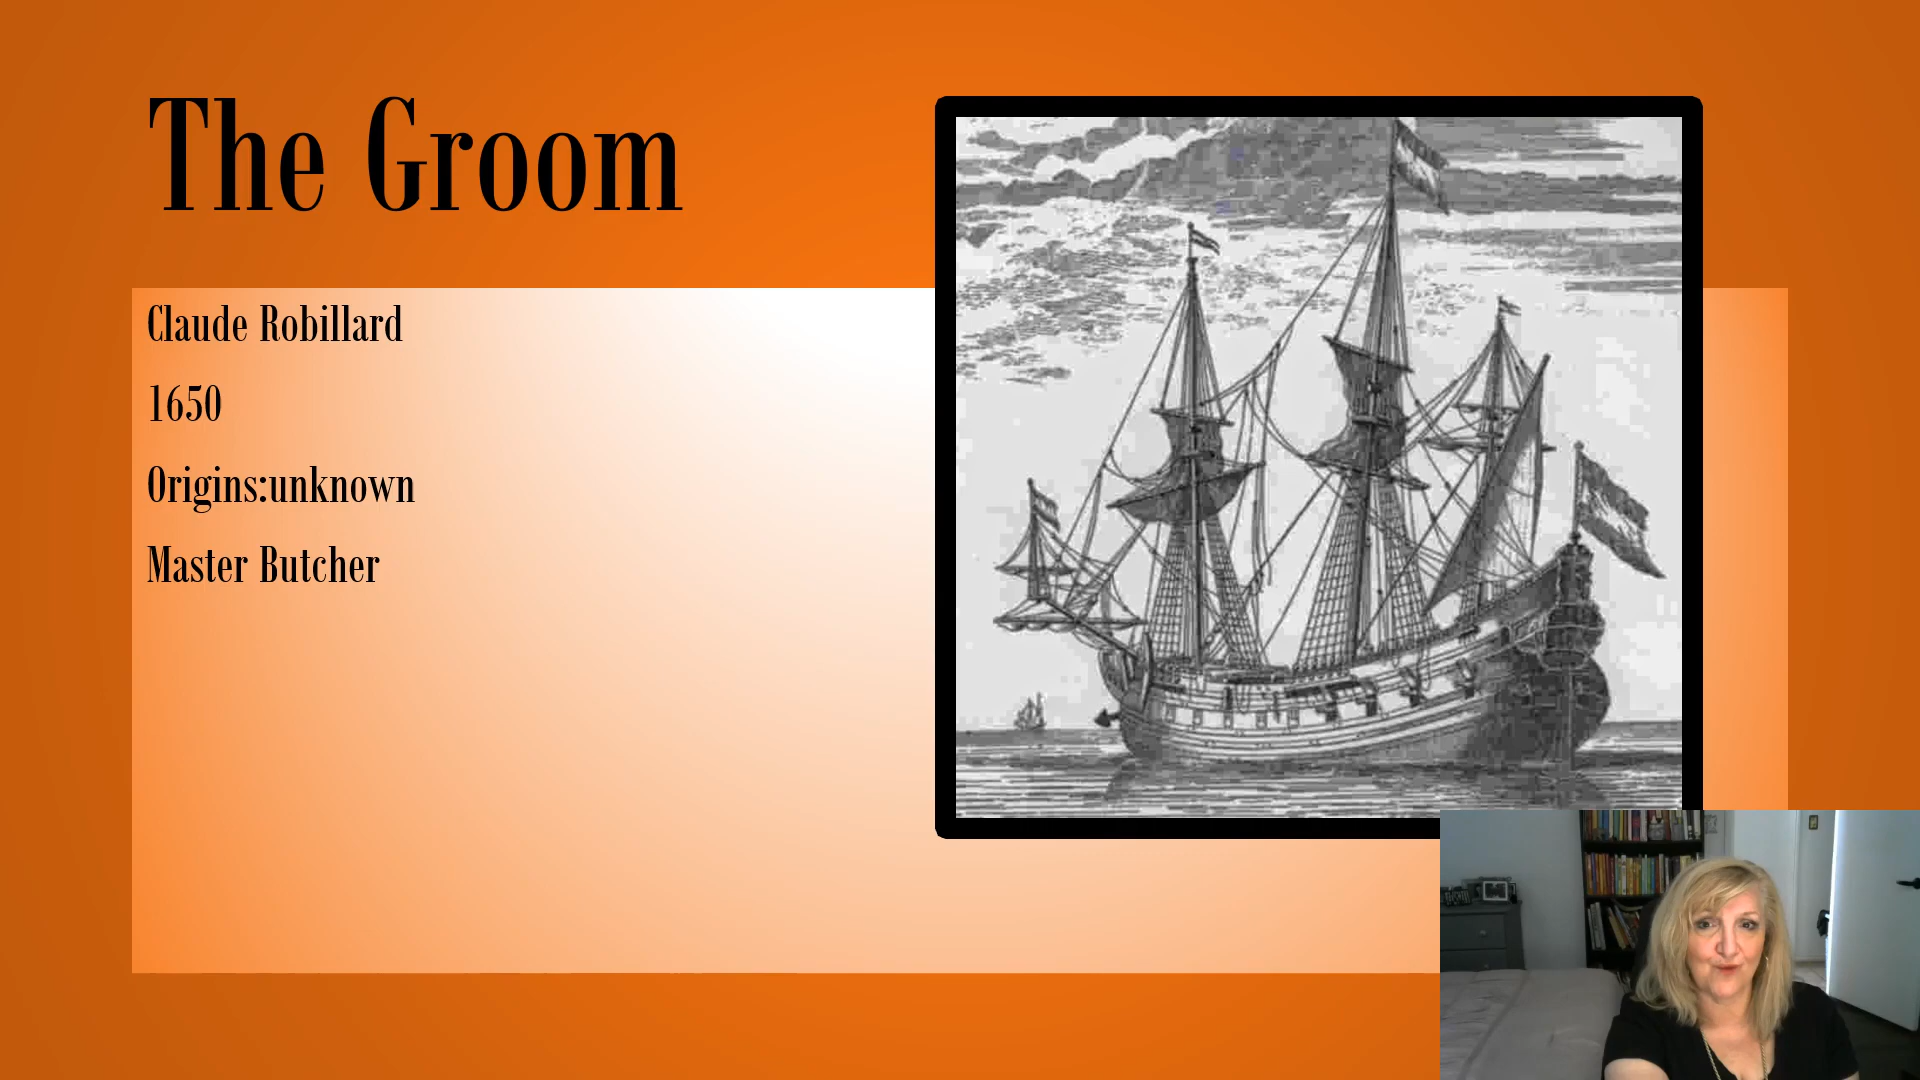 The Groom
Claude Robillard
1650
Origins:unknown
Master Butcher